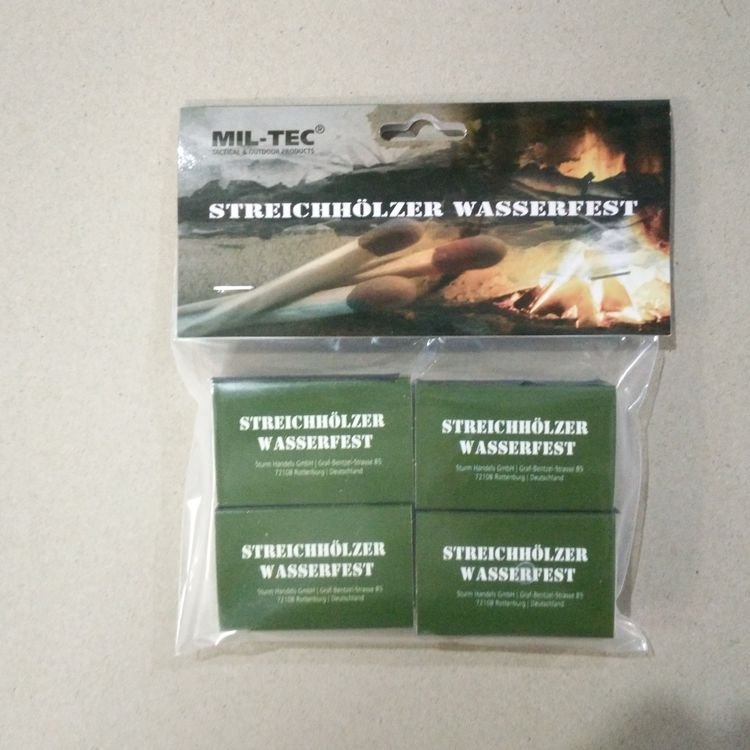 MIL-TEC®
TACTICAL & OUTDOOR PRODUCTS
STREICHHÖLZER WASSERFEST
STREICHHÖLZER
WASSERFEST
Sturm Handels GmbH | Graf-Bentzel-Strasse 85
72108 Rottenburg | Deutschland
STREICHHÖLZER
WASSERFEST
Sturm Handels GmbH | Graf-Bentzel-Strasse 85
72108 Rottenburg | Deutschland
STREICHHÖLZER
WASSERFEST
Sturm Handels GmbH | Graf-Bentzel-Strasse 85
72108 Rottenburg | Deutschland
STREICHHÖLZER
WASSERFEST
Sturm Handels GmbH | Graf-Bentzel-Strasse 85
72108 Rottenburg | Deutschland